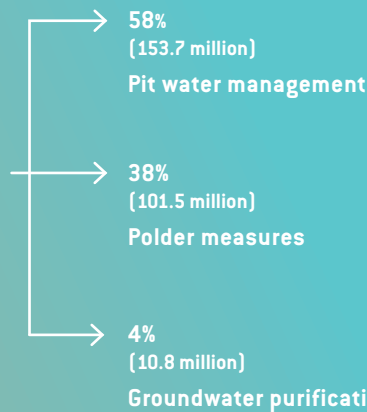 58%
(153.7 million)
Pit water management
38%
(101.5 million)
Polder measures
4%
(10.8 million)
Groundwater purificati